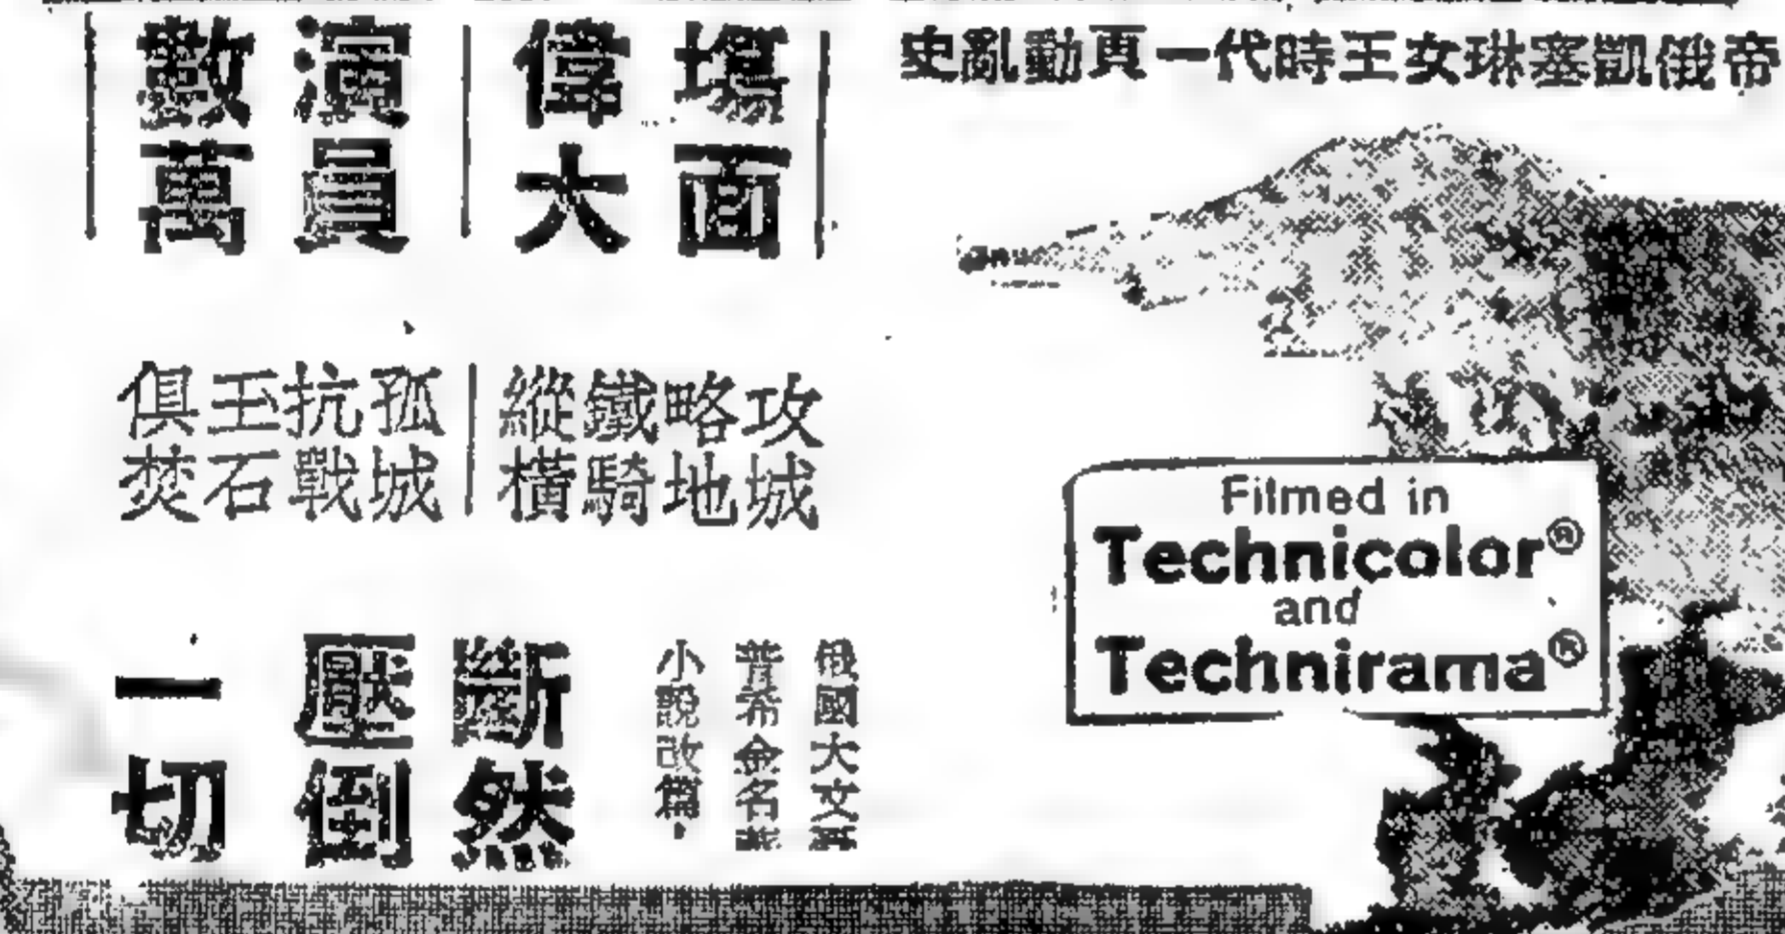 帝俄凱塞琳女王時代一頁動亂史
場面
偉大
演員
數萬
攻城
略地
鐵騎
縱橫
孤城
抗戰
玉石
俱焚
俄國大文
普希金名著
小說改篇，
斷然
壓倒
一切
Filmed in
Technicolor®
and
Technirama®